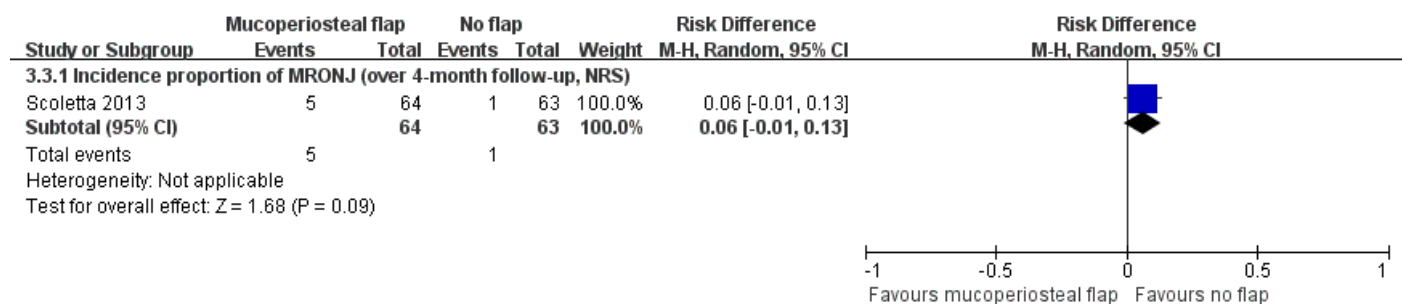 Mucoperiosteal flap No flap Risk Difference Risk Difference
Study or Subgroup Events Total Events Total Weight M-H, Random, 95% CI M-H, Random, 95% CI
3.3.1 Incidence proportion of MRONJ (over 4-month follow-up, NRS)
Scoletta 2013 5 64 1 63 100.0% 0.06 [-0.01, 0.13]
Subtotal (95% CI) 64 63 100.0% 0.06 [-0.01, 0.13]
Total events 5 1
Heterogeneity: Not applicable
Test for overall effect: Z = 1.68 (P = 0.09)
-1 -0.5 0 0.5 1
Favours mucoperiosteal flap Favours no flap